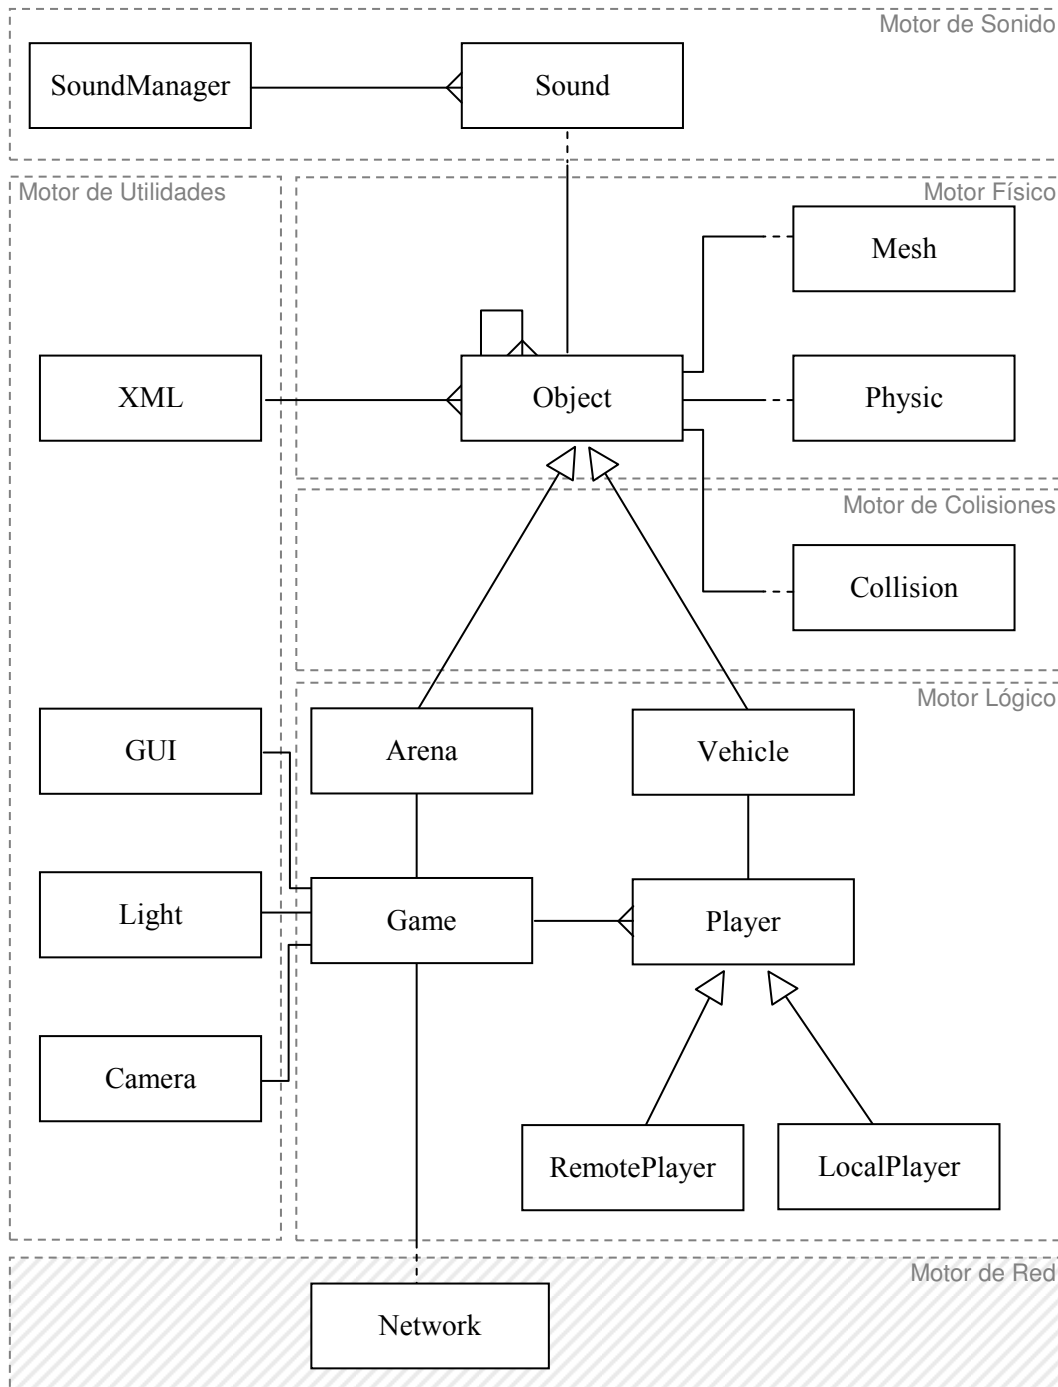 Motor de Sonido
SoundManager
Sound
Motor de Utilidades
Motor Físico
Mesh
XML
Object
Physic
Motor de Colisiones
Collision
Motor Lógico
GUI
Arena
Vehicle
Light
Game
Player
Camera
RemotePlayer
LocalPlayer
Motor de Red
Network